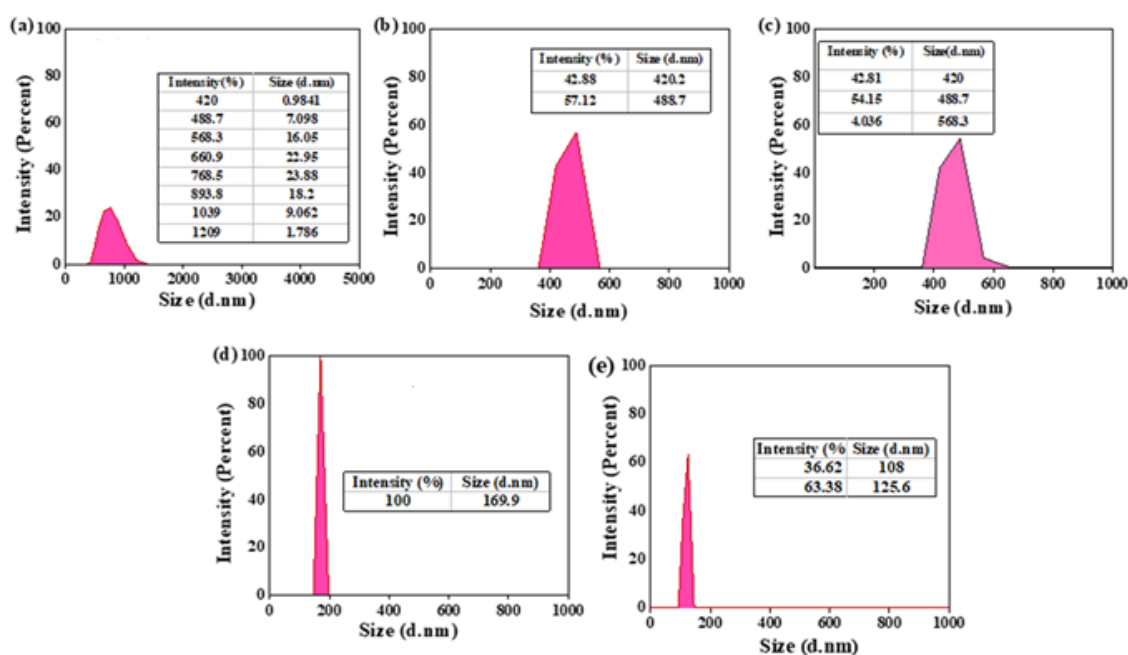 (a)
100
80
60
40
20
0
Intensity (Percent)
Intensity(%) Size (d.nm)
420 0.9841
488.7 7.098
568.3 16.05
660.9 22.95
768.5 23.88
893.8 18.2
1039 9.062
1209 1.786
0 1000 2000 3000 4000 5000
Size (d.nm)
(b)
100
80
60
40
20
0
Intensity (Percent)
Intensity (%) Size (d.nm)
42.88 420.2
57.12 488.7
0 200 400 600 800 1000
Size (d.nm)
(c)
100
80
60
40
20
0
Intensity (Percent)
Intensity (%) Size(d.nm)
42.81 420
54.15 488.7
4.036 568.3
200 400 600 800 1000
Size (d.nm)
(d)
100
80
60
40
20
0
Intensity (Percent)
Intensity (%) Size (d.nm)
100 169.9
0 200 400 600 800 1000
Size (d.nm)
(e)
100
80
60
40
20
0
Intensity (Percent)
Intensity (% Size (d.nm)
36.62 108
63.38 125.6
0 200 400 600 800 1000
Size (d.nm)